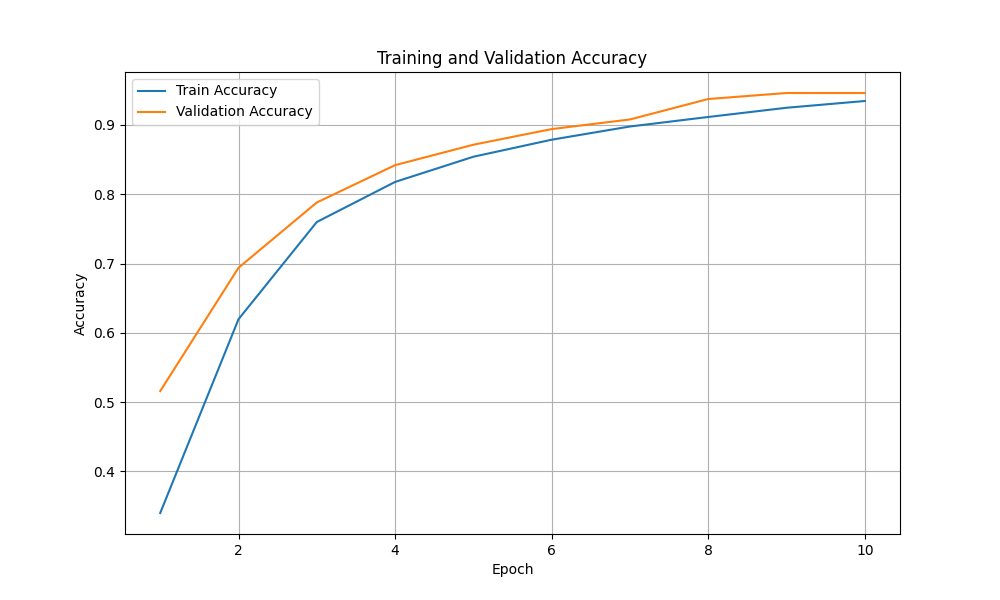 Training and Validation Accuracy
Train Accuracy
Validation Accuracy
0.9
0.8
0.7
0.6
0.5
0.4
Accuracy
2 4 6 8 10
Epoch